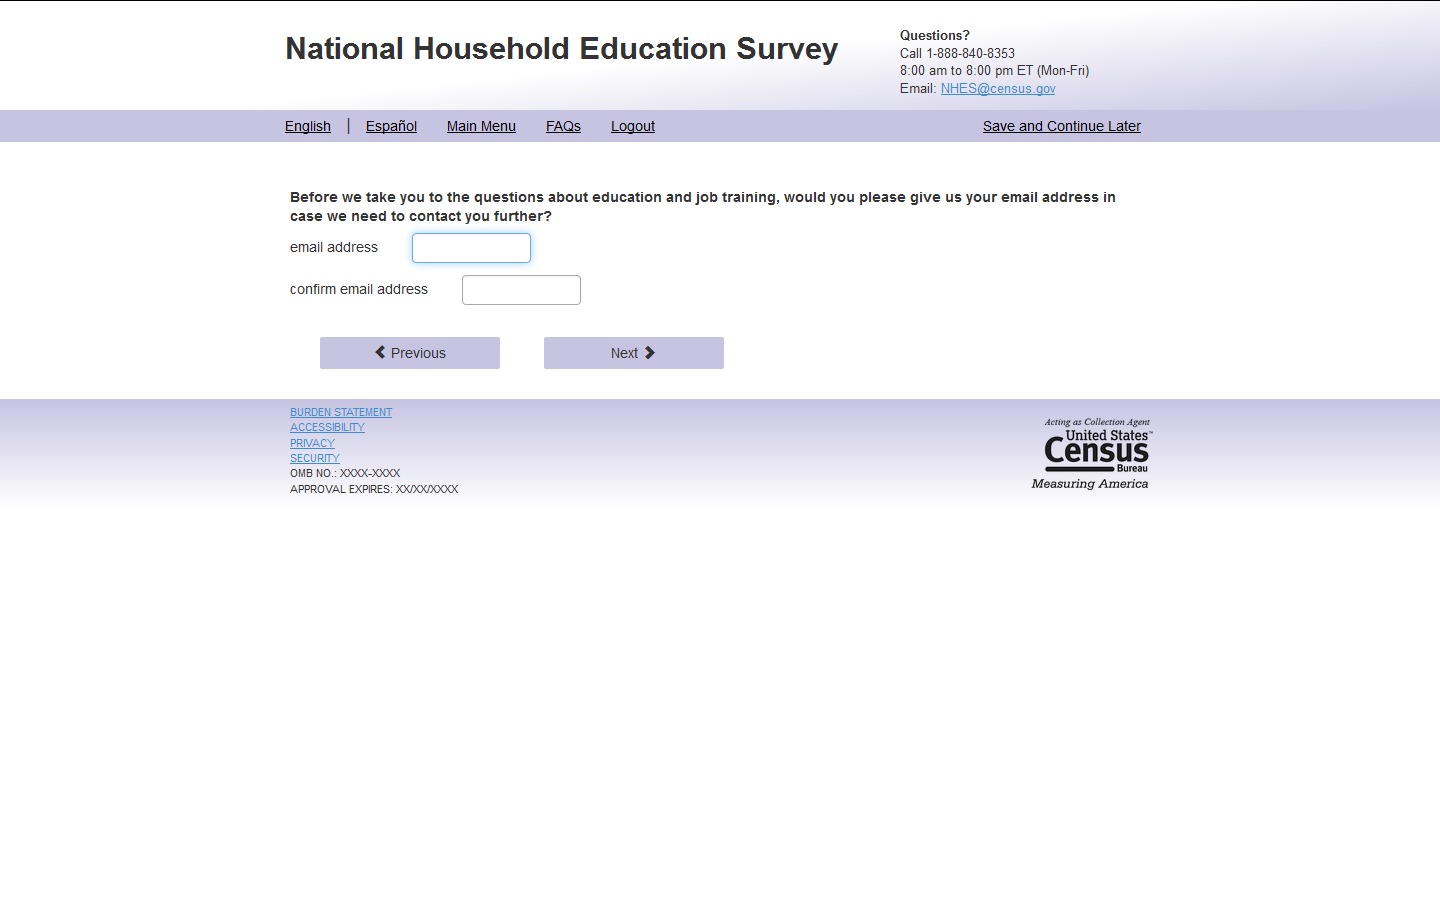 National Household Education Survey
Questions?
Call 1-888-840-8353
8:00 am to 8:00 pm ET (Mon-Fri)
Email: NHES@census.gov
English | Español Main Menu FAQs Logout Save and Continue Later
Before we take you to the questions about education and job training, would you please give us your email address in
case we need to contact you further?
email address
confirm email address
Previous Next
BURDEN STATEMENT
ACCESSIBILITY
PRIVACY
SECURITY
OMB NO.: XXXX-XXXX
APPROVAL EXPIRES: XX/XX/XXXX
Acting as Collection Agent
United States™
Census
Bureau
Measuring America